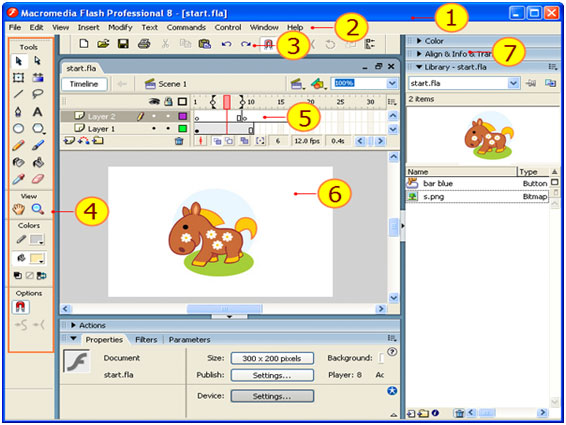 Macromedia Flash Professional 8 - [start.fla]
1
File Edit View Insert Modify Text Commands Control Window Help
2
3
Tools
View
4
Colors
Options
start.fla
Timeline
Scene 1
100%
1 5 10 15 20 25 30
Layer 2
5
Layer 1
6 12.0 fps 0.4s
6
Actions
Properties Filters Parameters
Document
start.fla
Size: 300 x 200 pixels Background:
Publish: Settings... Player: 8 Ac
Device: Settings...
Color
7
Align & Info & Tra
Library - start.fla
start.fla
2 items
Name Type
bar blue Button
s.png Bitmap